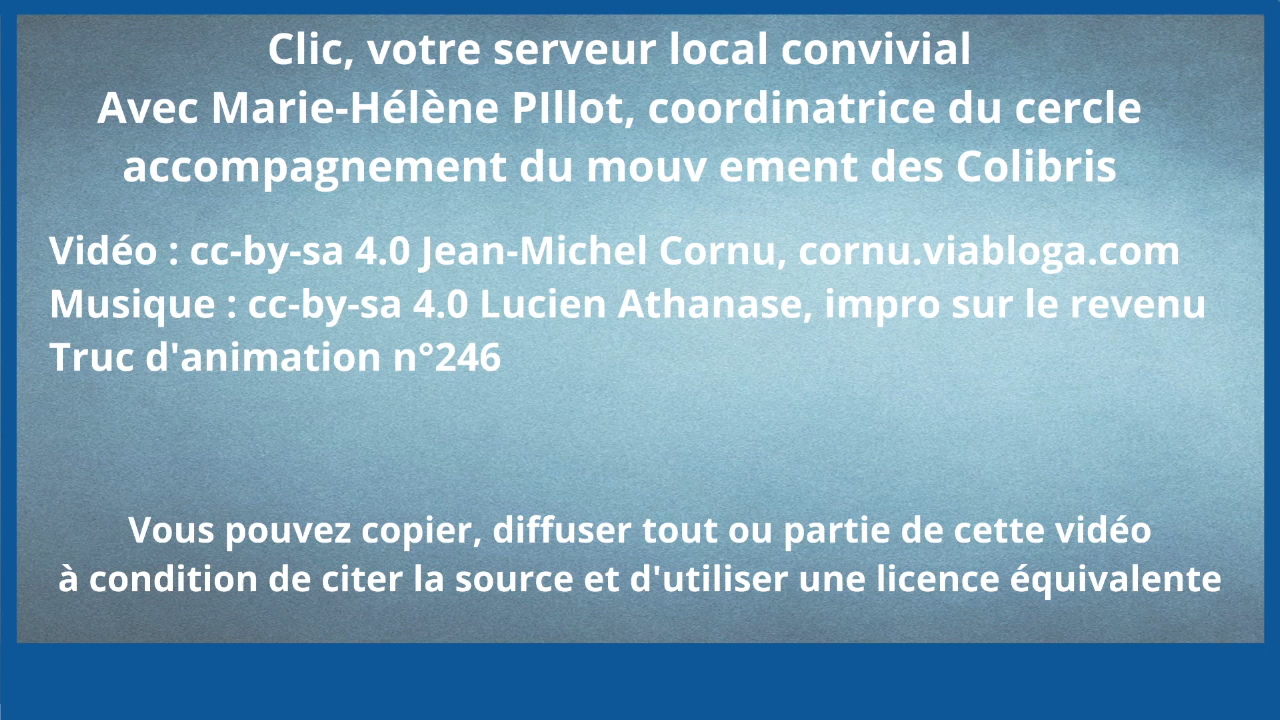 Clic, votre serveur local convivial
Avec Marie-Hélène PIllot, coordinatrice du cercle
accompagnement du mouv ement des Colibris
Vidéo : cc-by-sa 4.0 Jean-Michel Cornu, cornu.viabloga.com
Musique : cc-by-sa 4.0 Lucien Athanase, impro sur le revenu
Truc d'animation n°246
Vous pouvez copier, diffuser tout ou partie de cette vidéo
à condition de citer la source et d'utiliser une licence équivalente